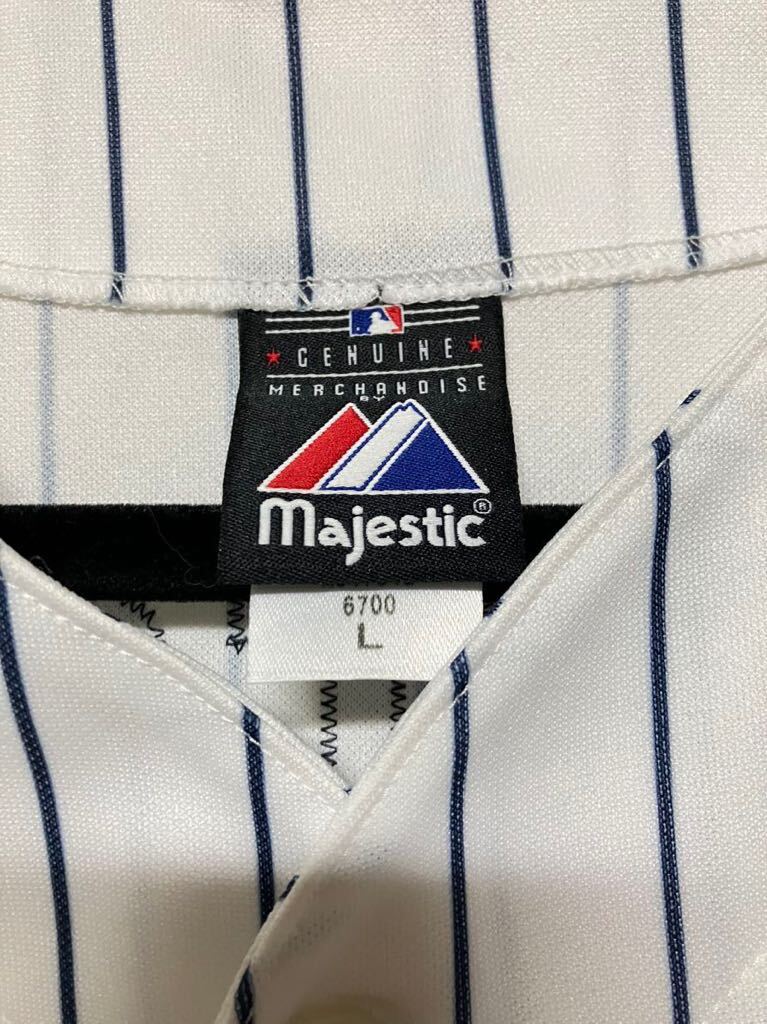 GENUINE
MERCHANDISE
BY
Majestic®
6700
L